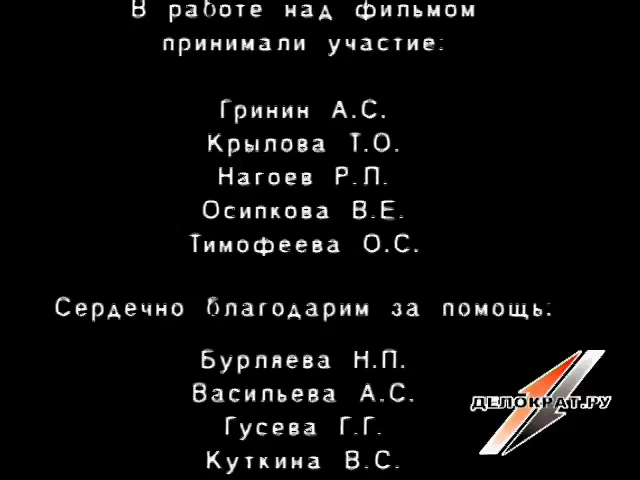 В работе над фильмом
принимали участие:
Гринин А.С.
Крылова Т.О.
Нагоев Р.П.
Осипкова В.Е.
Тимофеева О.С.
Сердечно благодарим за помощь:
Бурляева Н.П.
Васильева А.С.
ДЕЛОКРАТ.РУ
Гусева Г.Г.
Куткина В.С.